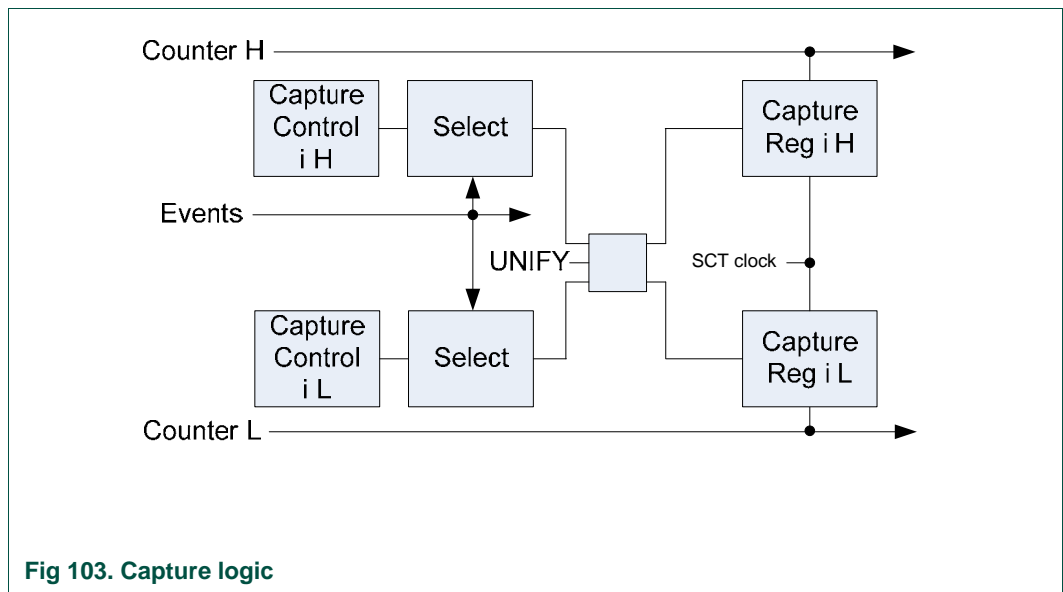 Counter H
Capture
Control
i H
Select
Capture
Reg i H
Events
UNIFY
SCT clock
Capture
Control
i L
Select
Capture
Reg i L
Counter L
Fig 103. Capture logic